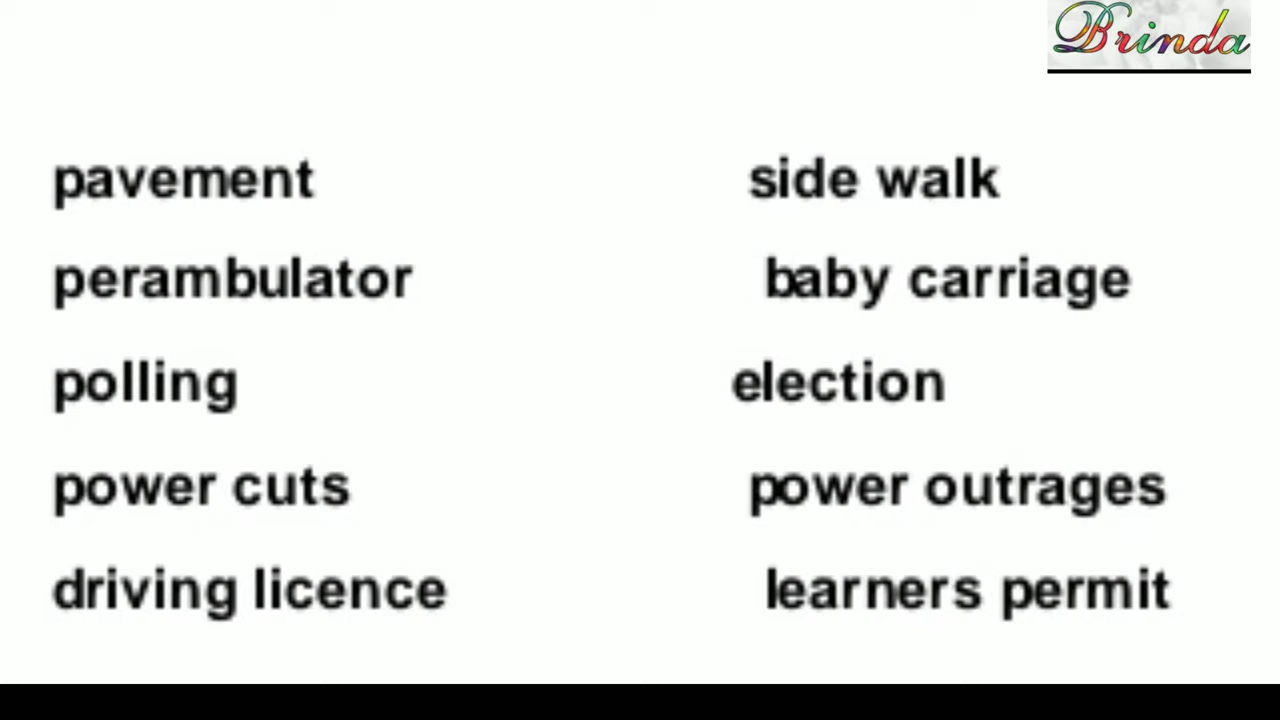 Brinda
pavement side walk
perambulator baby carriage
polling election
power cuts power outrages
driving licence learners permit